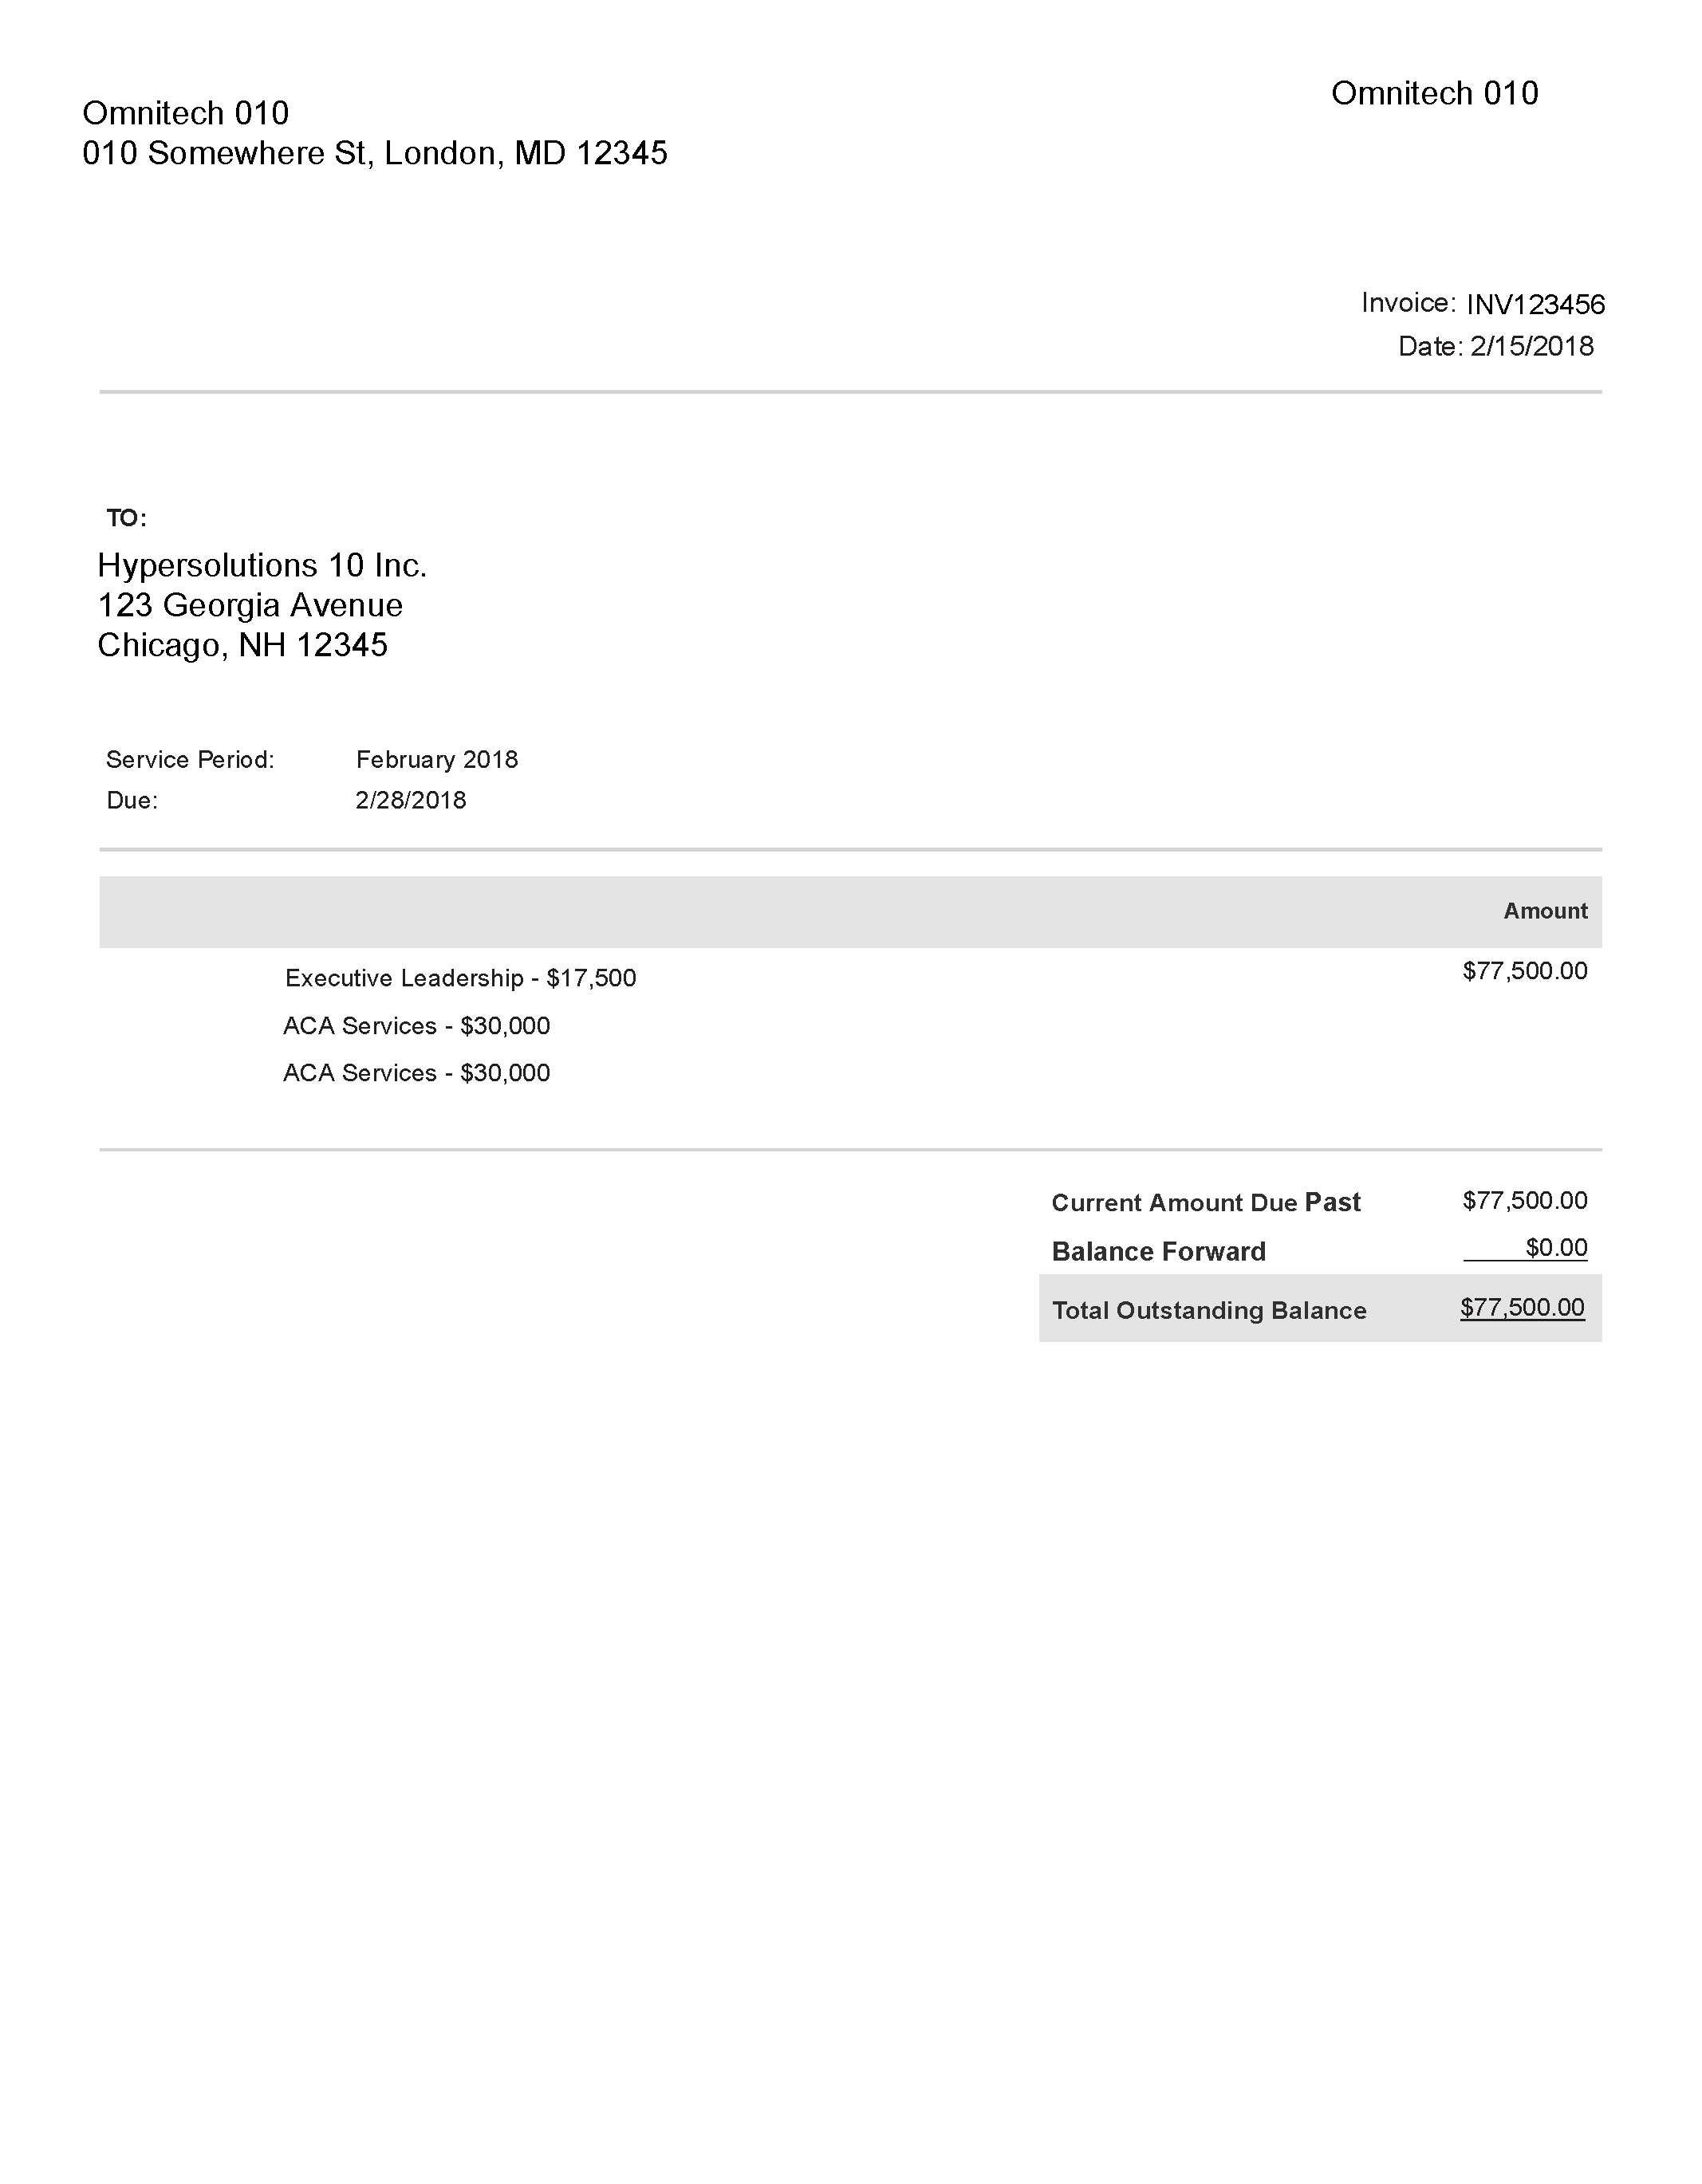 Omnitech 010
Omnitech 010
010 Somewhere St, London, MD 12345
Invoice: INV123456
Date: 2/15/2018
TO:
Hypersolutions 10 Inc.
123 Georgia Avenue
Chicago, NH 12345
Service Period: February 2018
Due: 2/28/2018
Amount
Executive Leadership - $17,500 $77,500.00
ACA Services - $30,000
ACA Services - $30,000
Current Amount Due Past $77,500.00
Balance Forward $0.00
Total Outstanding Balance $77,500.00